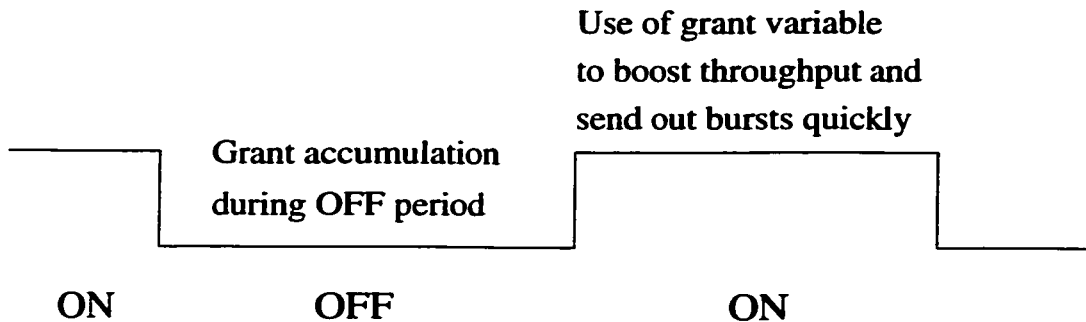 Use of grant variable
to boost throughput and
send out bursts quickly
Grant accumulation
during OFF period
ON
OFF
ON